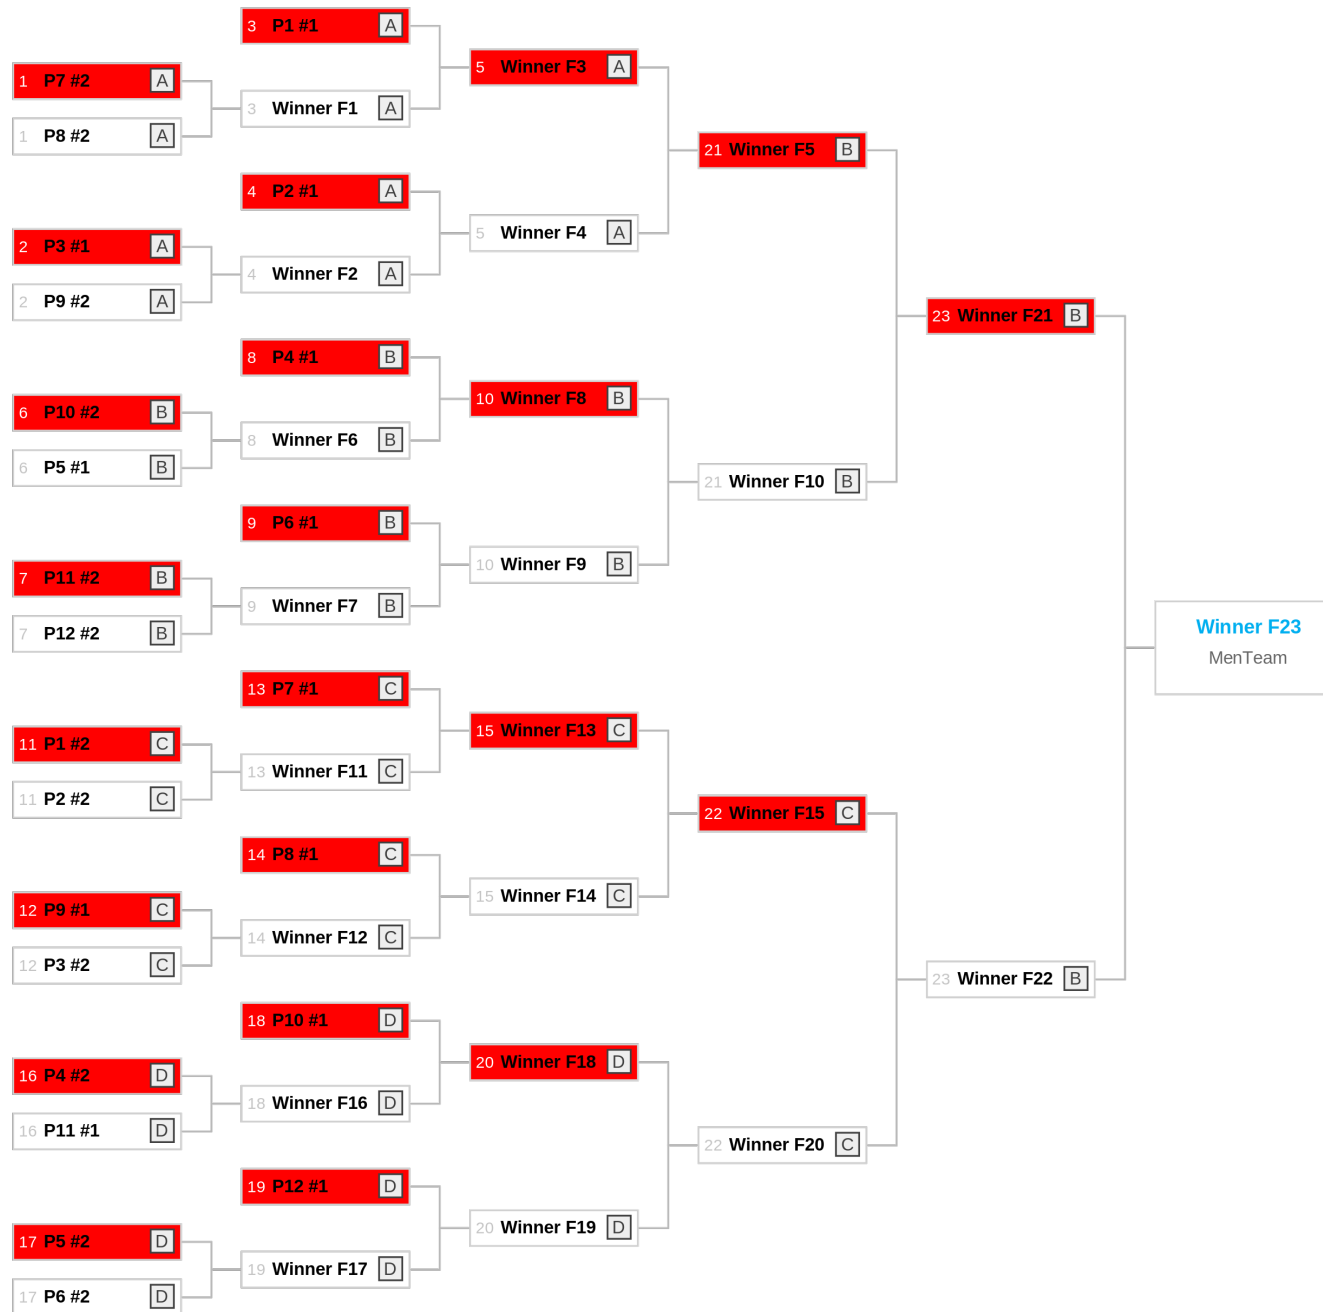 3 P1 #1 A
5 Winner F3 A
1 P7 #2 A
3 Winner F1 A
1 P8 #2 A
21 Winner F5 B
4 P2 #1 A
5 Winner F4 A
2 P3 #1 A
4 Winner F2 A
2 P9 #2 A
23 Winner F21 B
8 P4 #1 B
10 Winner F8 B
6 P10 #2 B
8 Winner F6 B
6 P5 #1 B
21 Winner F10 B
9 P6 #1 B
10 Winner F9 B
7 P11 #2 B
9 Winner F7 B
7 P12 #2 B
Winner F23
MenTeam
13 P7 #1 C
15 Winner F13 C
11 P1 #2 C
13 Winner F11 C
11 P2 #2 C
22 Winner F15 C
14 P8 #1 C
15 Winner F14 C
12 P9 #1 C
14 Winner F12 C
12 P3 #2 C
23 Winner F22 B
18 P10 #1 D
20 Winner F18 D
16 P4 #2 D
18 Winner F16 D
16 P11 #1 D
22 Winner F20 C
19 P12 #1 D
20 Winner F19 D
17 P5 #2 D
19 Winner F17 D
17 P6 #2 D